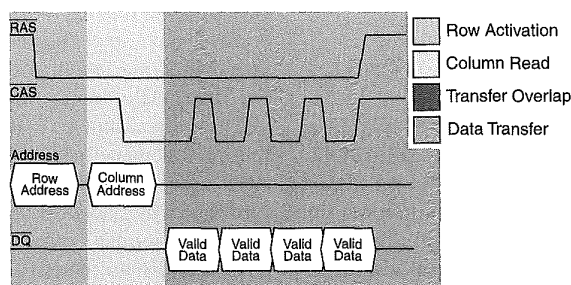 RAS
CAS
Address
Row
Address
Column
Address
DQ
Valid
Data
Valid
Data
Valid
Data
Valid
Data
Row Activation
Column Read
Transfer Overlap
Data Transfer